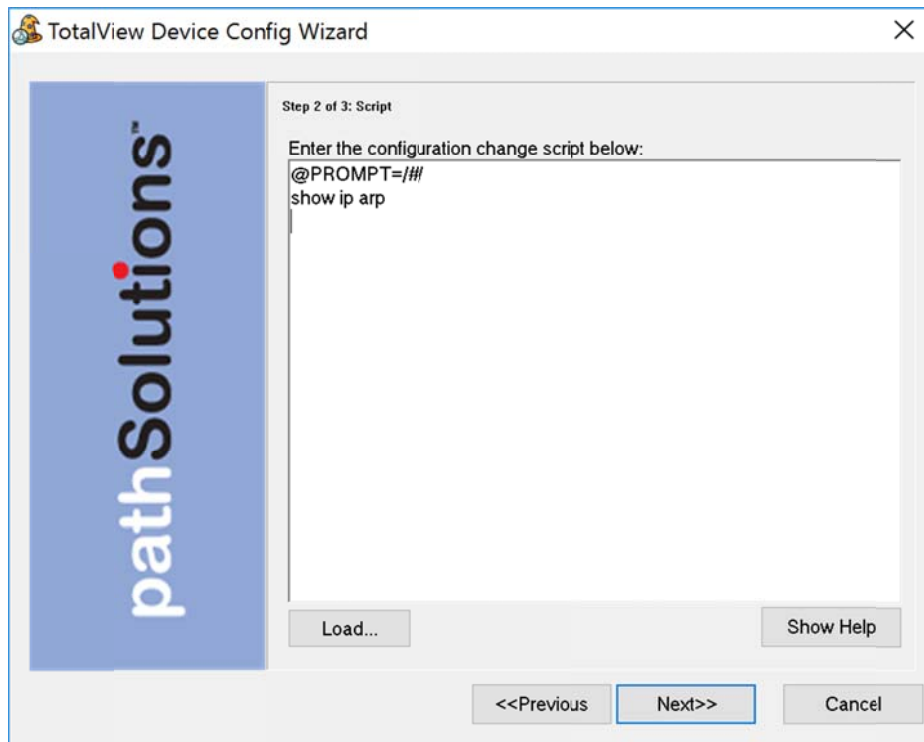 TotalView Device Config Wizard
pathSolutions™
Step 2 of 3: Script
Enter the configuration change script below:
@PROMPT=/#/
show ip arp
Load...
Show Help
<<Previous
Next>>
Cancel